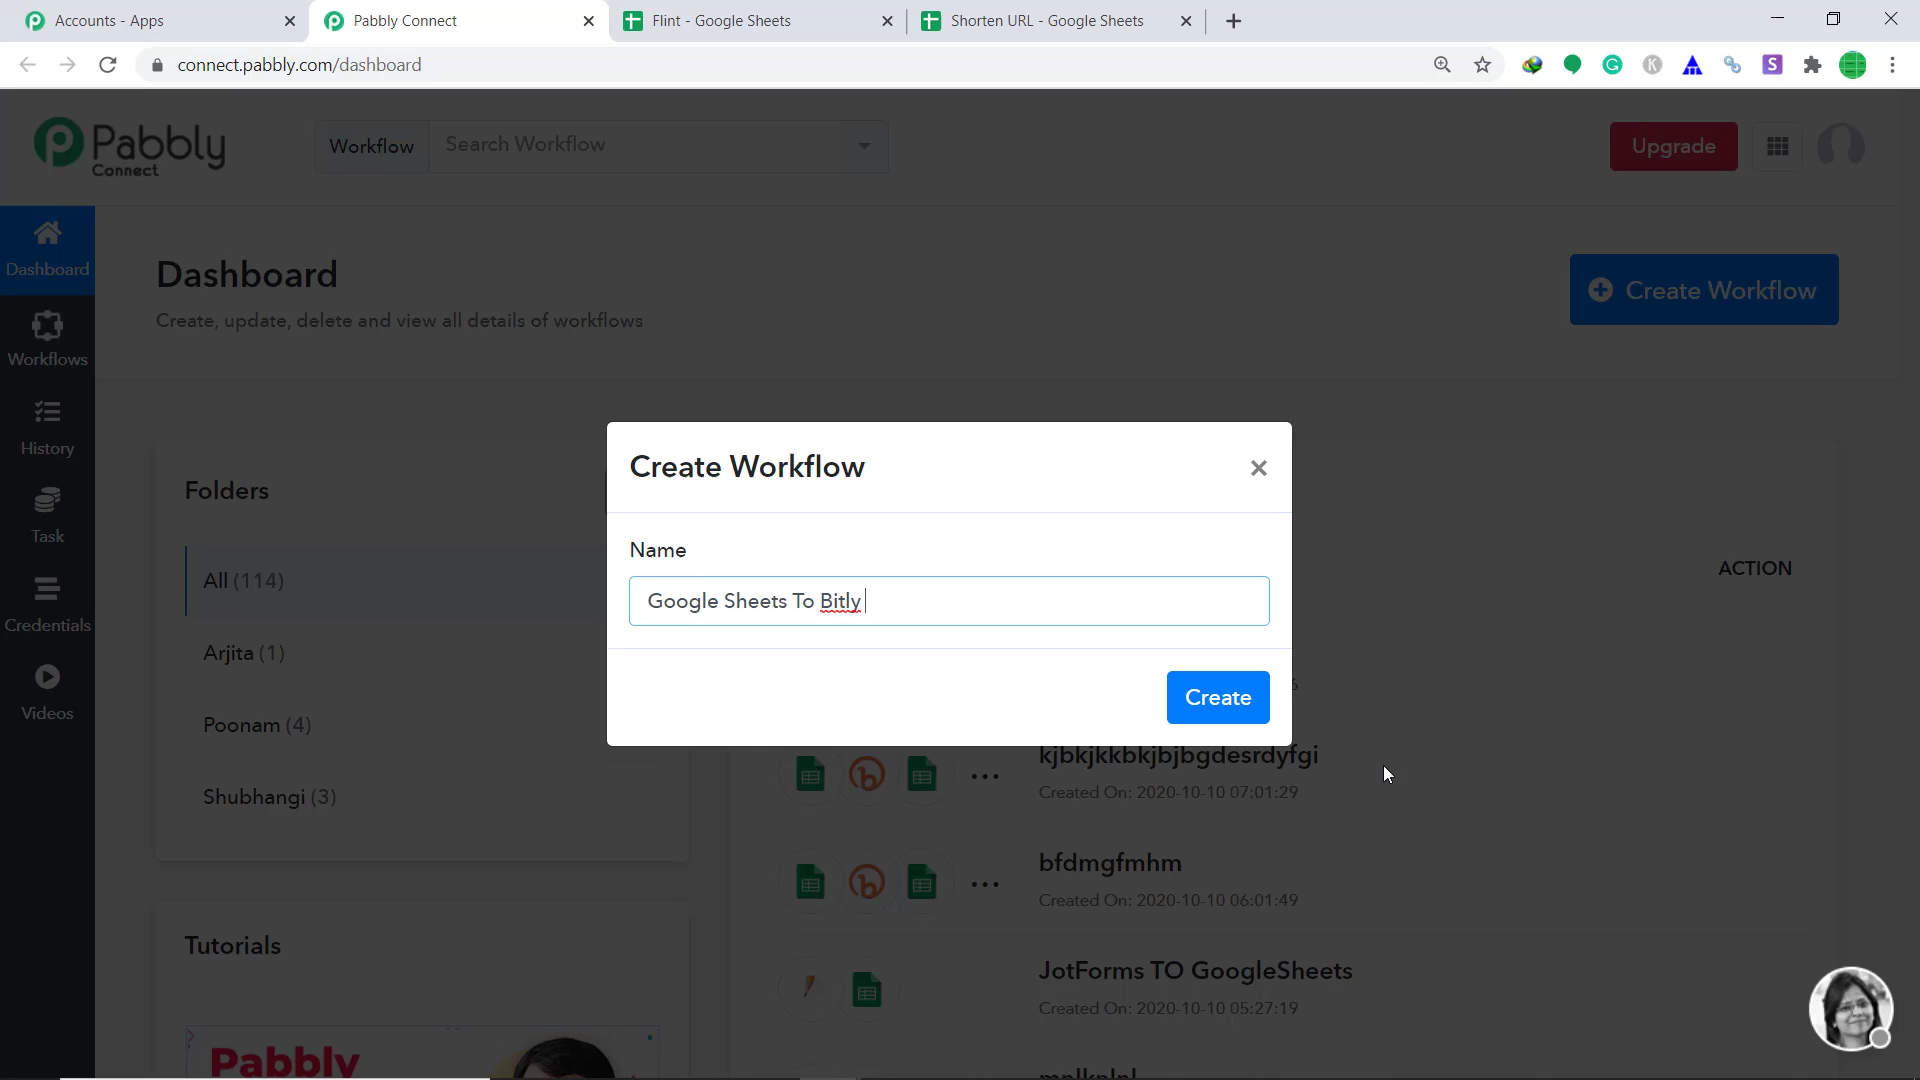 Accounts - Apps
Pabbly Connect
Flint - Google Sheets
Shorten URL - Google Sheets
connect.pabbly.com/dashboard
Pabbly
Connect
Workflow
Search Workflow
Upgrade
Dashboard
Dashboard
Create, update, delete and view all details of workflows
Create Workflow
Workflows
History
Task
Credentials
Videos
Folders
All (114)
Arjita (1)
Poonam (4)
Shubhangi (3)
Create Workflow
Name
Google Sheets To Bitly
Create
ACTION
kjbkjkkbkjbjbgdesrdyfgi
Created On: 2020-10-10 07:01:29
bfdmgfmhm
Created On: 2020-10-10 06:01:49
JotForms TO GoogleSheets
Created On: 2020-10-10 05:27:19
Tutorials
Pabbly